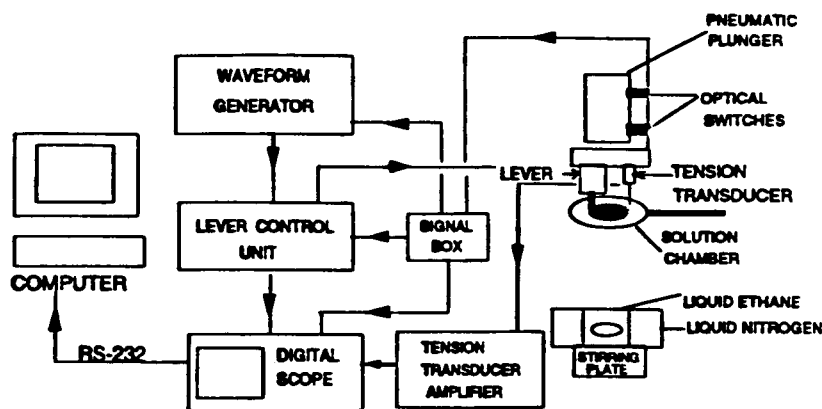 PNEUMATIC
PLUNGER
WAVEFORM
GENERATOR
OPTICAL
SWITCHES
LEVER
TENSION
TRANSDUCER
LEVER CONTROL
UNIT
SIGNAL
BOX
SOLUTION
CHAMBER
COMPUTER
LIQUID ETHANE
LIQUID NITROGEN
RS-232
DIGITAL
SCOPE
TENSION
TRANSDUCER
AMPLIFIER
STIRRING
PLATE